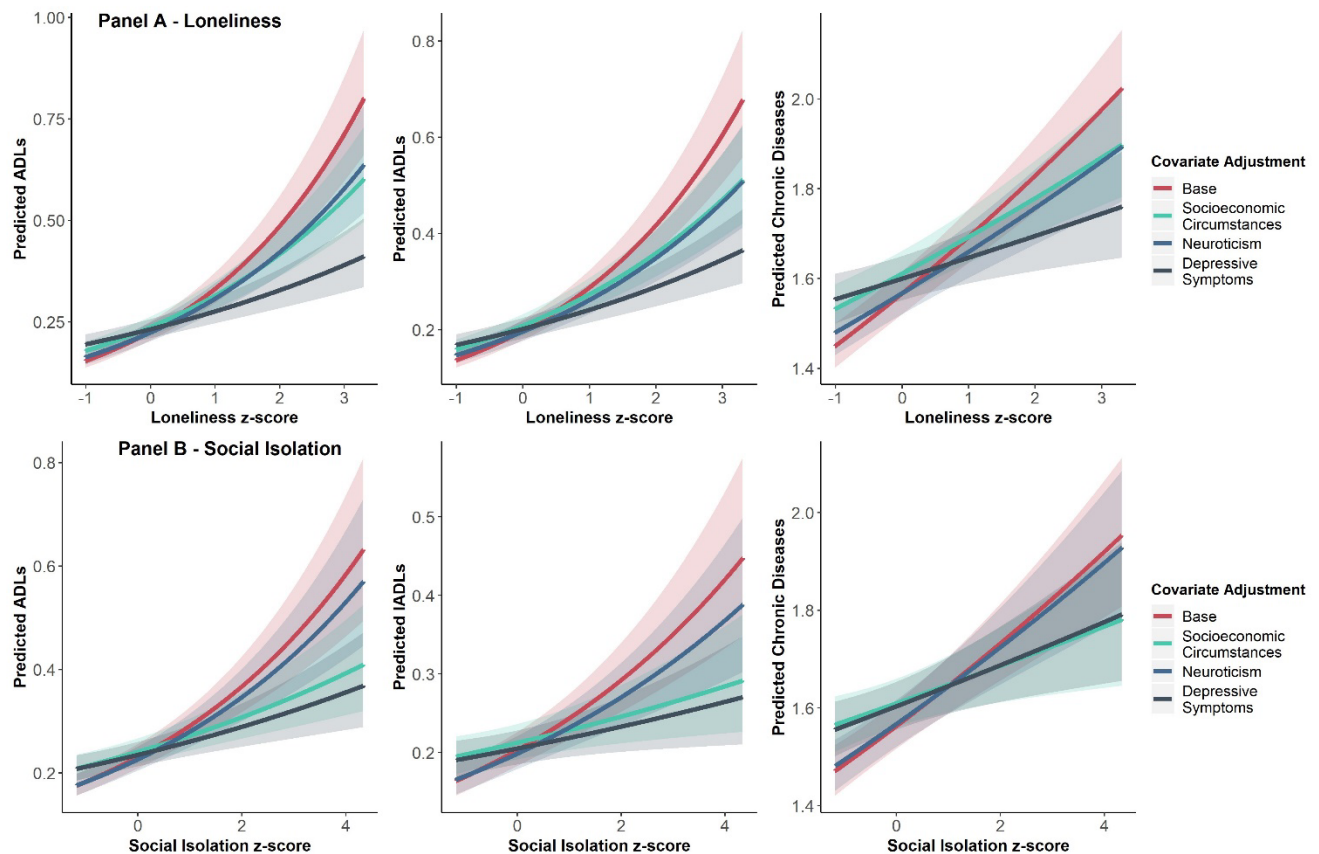 Panel A - Loneliness
Predicted ADLs
1.00
0.75
0.50
0.25
-1
0
1
2
3
Loneliness z-score
Predicted IADLs
0.8
0.6
0.4
0.2
-1
0
1
2
3
Loneliness z-score
Predicted Chronic Diseases
2.0
1.8
1.6
1.4
-1
0
1
2
3
Loneliness z-score
Covariate Adjustment
Base
Socioeconomic
Circumstances
Neuroticism
Depressive
Symptoms
Panel B - Social Isolation
Predicted ADLs
0.8
0.6
0.4
0.2
0
2
4
Social Isolation z-score
Predicted IADLs
0.5
0.4
0.3
0.2
0
2
4
Social Isolation z-score
Predicted Chronic Diseases
2.0
1.8
1.6
1.4
0
2
4
Social Isolation z-score
Covariate Adjustment
Base
Socioeconomic
Circumstances
Neuroticism
Depressive
Symptoms